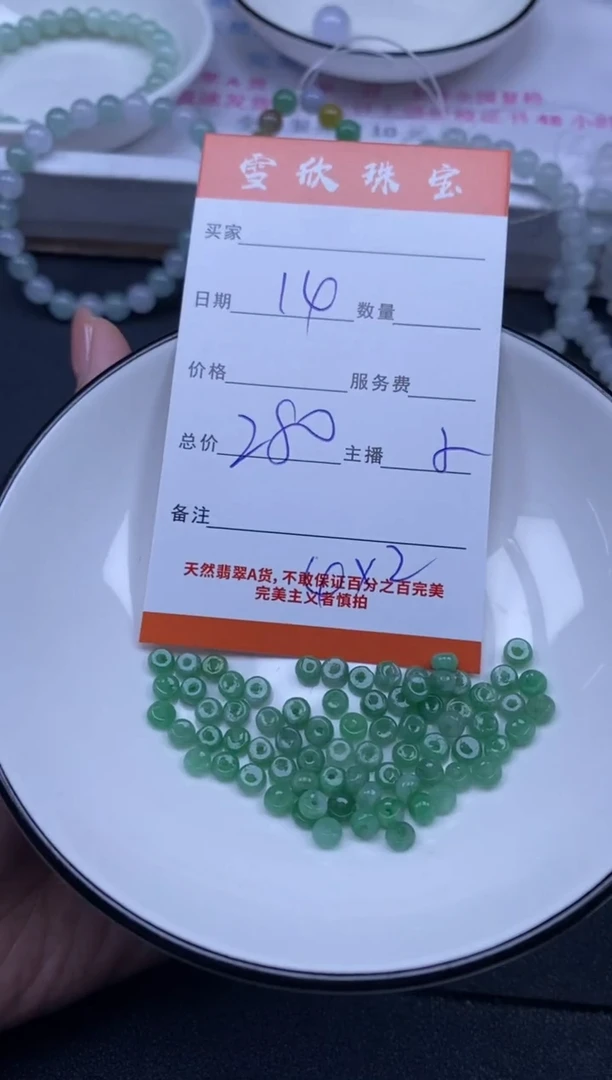 雪欣珠宝
买家
日期 14 数量
价格 服务费
总价 280 主播
备注
天然翡翠A货,不敢保证百分之百完美
完美主义者慎拍